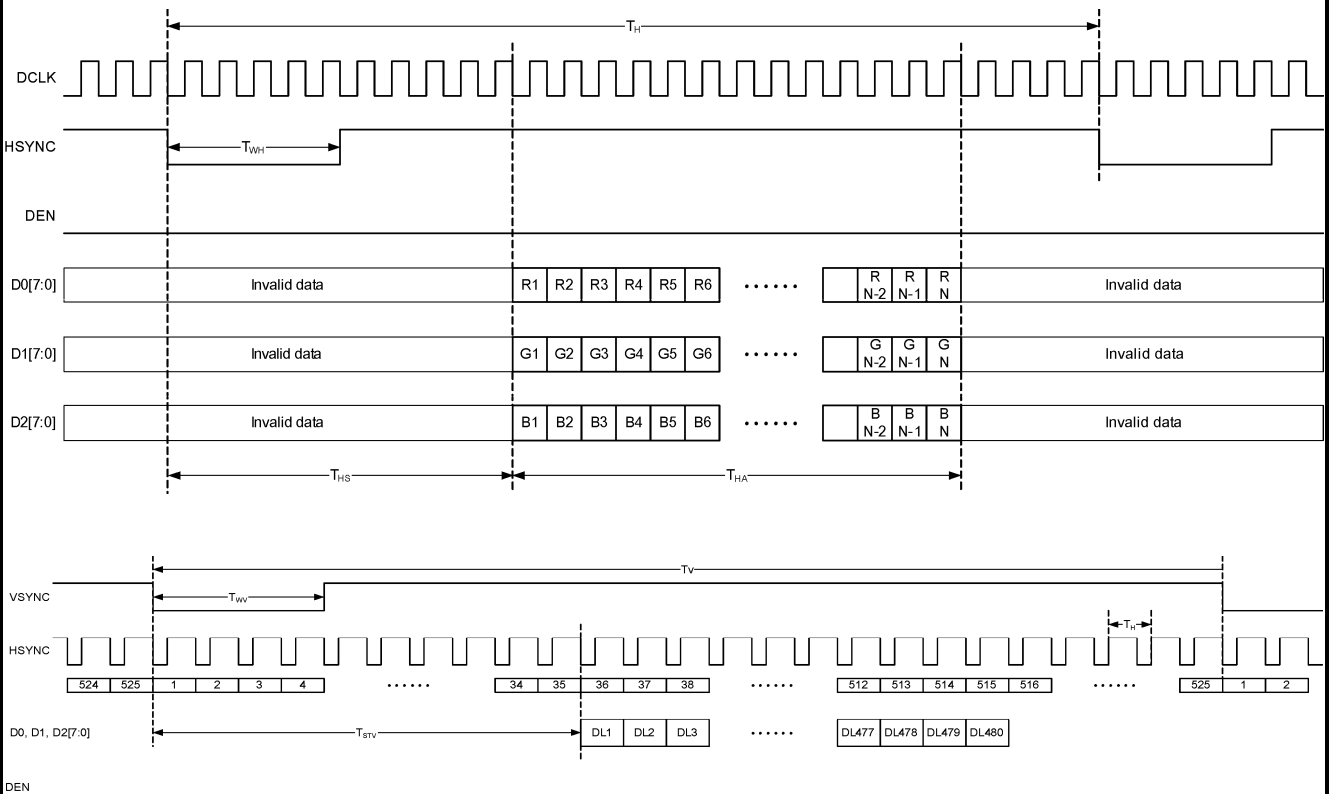 TH
DCLK
HSYNC
TWH
DEN
D0[7:0] Invalid data R1 R2 R3 R4 R5 R6 ······ R N-2 R N-1 R N Invalid data
D1[7:0] Invalid data G1 G2 G3 G4 G5 G6 ······ G N-2 G N-1 G N Invalid data
D2[7:0] Invalid data B1 B2 B3 B4 B5 B6 ······ B N-2 B N-1 B N Invalid data
THS THA
TV
VSYNC TWV
TH
HSYNC
524 525 1 2 3 4 ······ 34 35 36 37 38 ······ 512 513 514 515 516 ······ 525 1 2
D0, D1, D2[7:0] TSTV DL1 DL2 DL3 ······ DL477 DL478 DL479 DL480
DEN